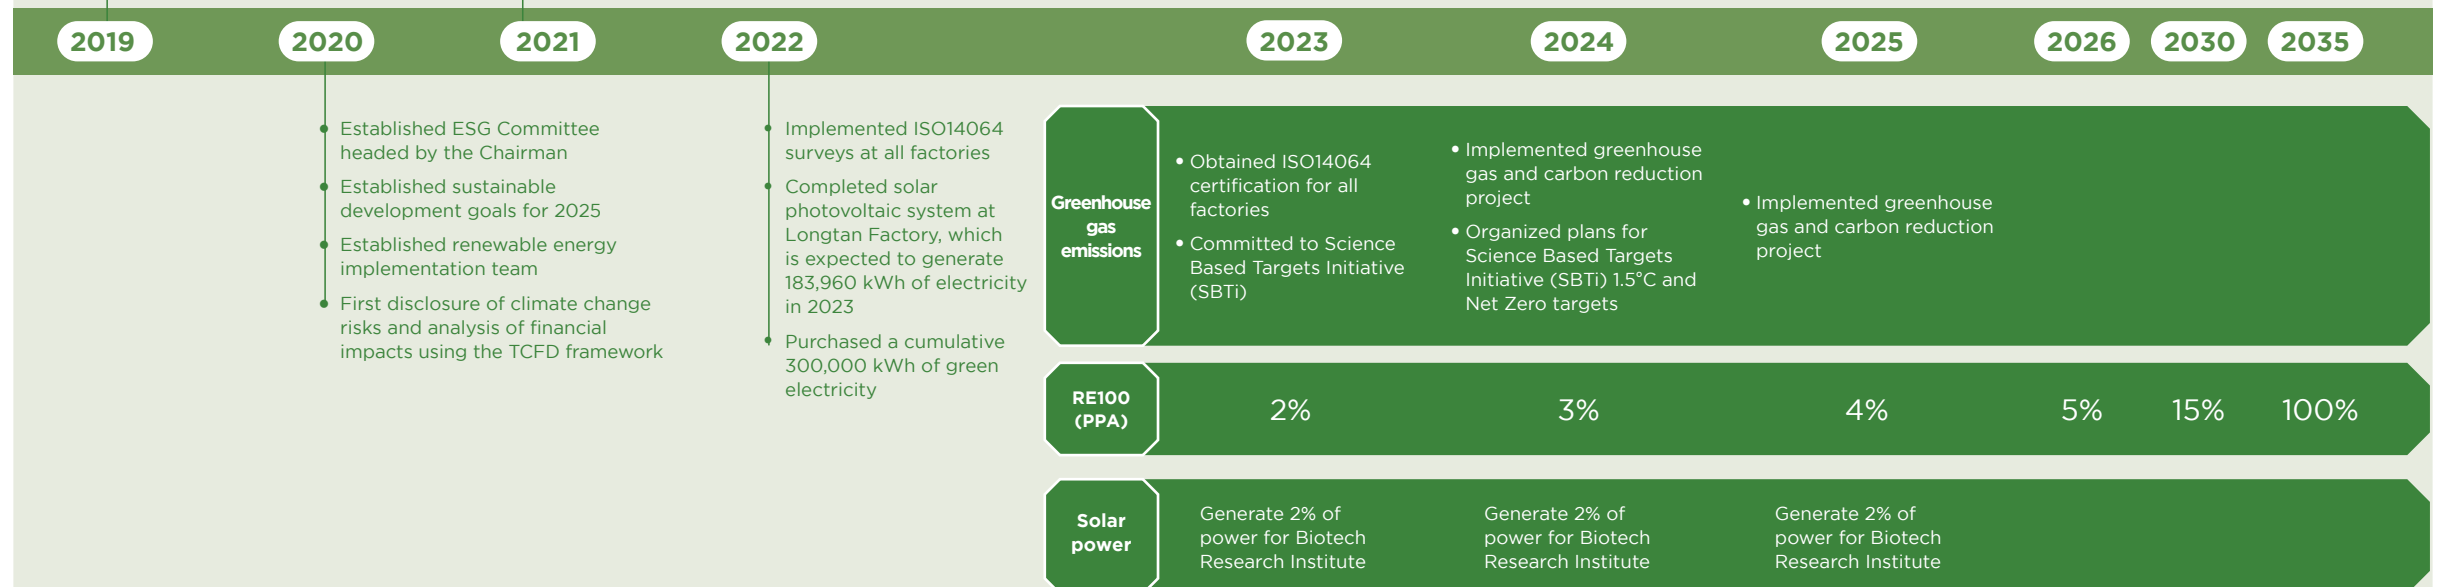 2019
2020
2021
2022
2023
2024
2025
2026
2030
2035
Established ESG Committee
headed by the Chairman
Established sustainable
development goals for 2025
Established renewable energy
implementation team
First disclosure of climate change
risks and analysis of financial
impacts using the TCFD framework
Implemented ISO14064
surveys at all factories
Completed solar
photovoltaic system at
Longtan Factory, which
is expected to generate
183,960 kWh of electricity
in 2023
Purchased a cumulative
300,000 kWh of green
electricity
Greenhouse
gas
emissions
• Obtained ISO14064
certification for all
factories
• Committed to Science
Based Targets Initiative
(SBTi)
• Implemented greenhouse
gas and carbon reduction
project
• Organized plans for
Science Based Targets
Initiative (SBTi) 1.5°C and
Net Zero targets
• Implemented greenhouse
gas and carbon reduction
project
RE100
(PPA)
2%
3%
4%
5%
15%
100%
Solar
power
Generate 2% of
power for Biotech
Research Institute
Generate 2% of
power for Biotech
Research Institute
Generate 2% of
power for Biotech
Research Institute